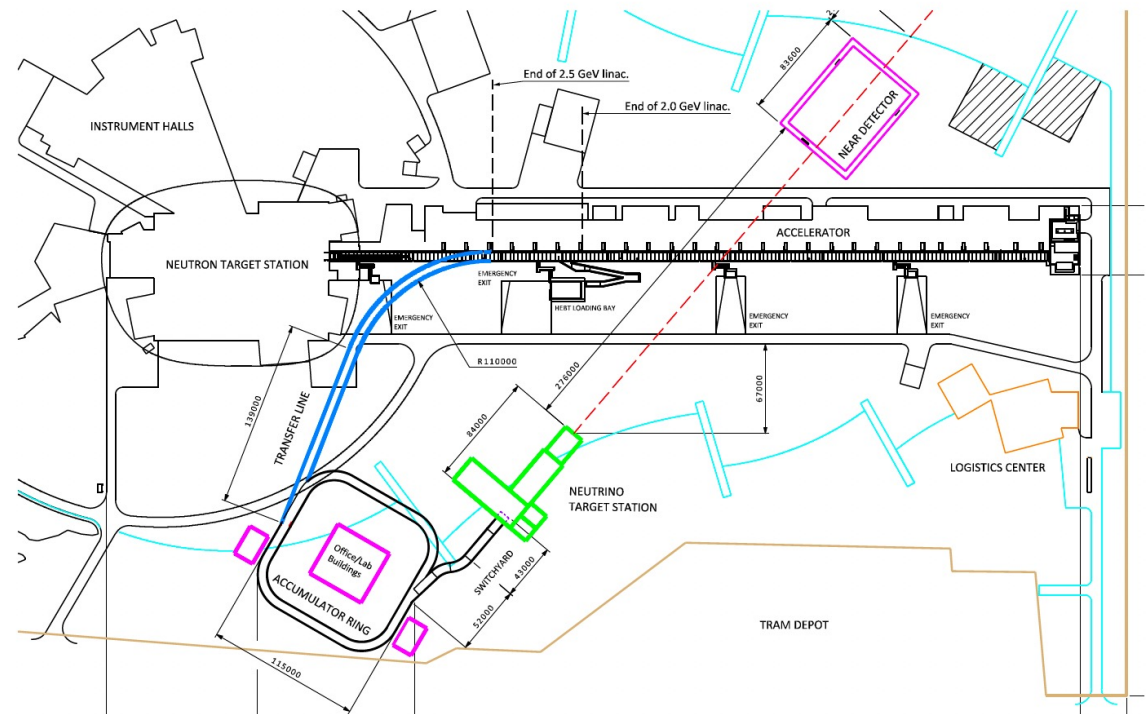 End of 2.5 GeV linac.
End of 2.0 GeV linac.
83600
NEAR DETECTOR
INSTRUMENT HALLS
ACCELERATOR
NEUTRON TARGET STATION
EMERGENCY
EXIT
HEBT LOADING BAY
EMERGENCY
EXIT
EMERGENCY
EXIT
EMERGENCY
EXIT
R110000
276000
67000
139000
TRANSFER LINE
84000
LOGISTICS CENTER
NEUTRINO
TARGET STATION
Office/Lab
Buildings
ACCUMULATOR RING
SWITCHYARD
43000
52000
TRAM DEPOT
115000